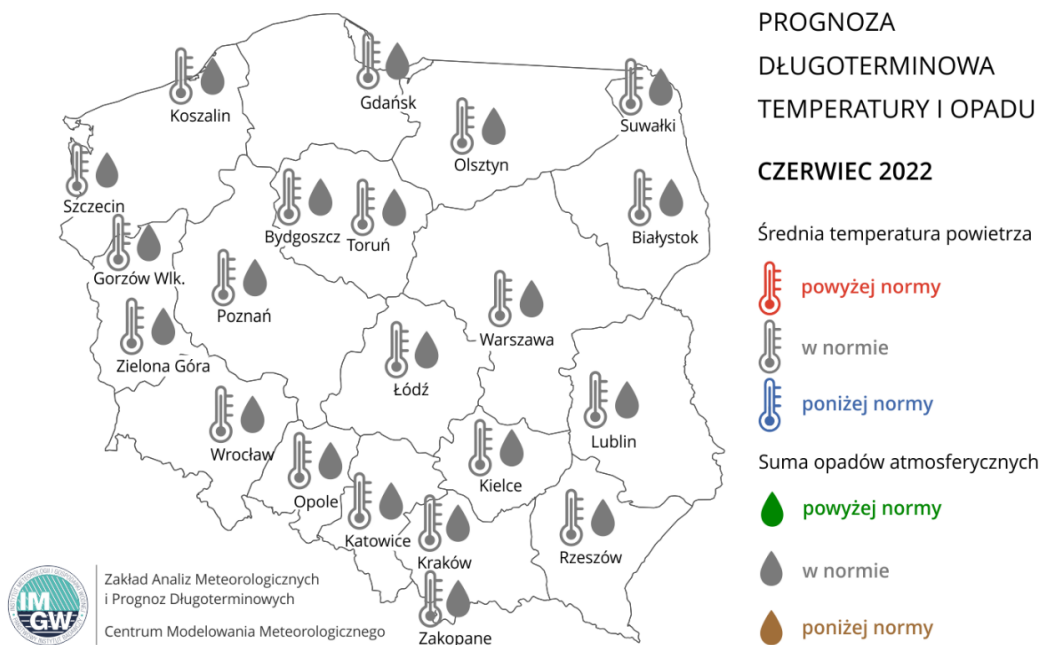 PROGNOZA
DŁUGOTERMINOWA
TEMPERATURY I OPADU
CZERWIEC 2022
Średnia temperatura powietrza
powyżej normy
w normie
poniżej normy
Suma opadów atmosferycznych
powyżej normy
w normie
poniżej normy
Koszalin
Gdańsk
Suwałki
Olsztyn
Szczecin
Bydgoszcz
Toruń
Białystok
Gorzów Wlk.
Poznań
Warszawa
Zielona Góra
Łódź
Lublin
Wrocław
Kielce
Opole
Katowice
Kraków
Rzeszów
Zakopane
IM
GW
Zakład Analiz Meteorologicznych
i Prognoz Długoterminowych
Centrum Modelowania Meteorologicznego